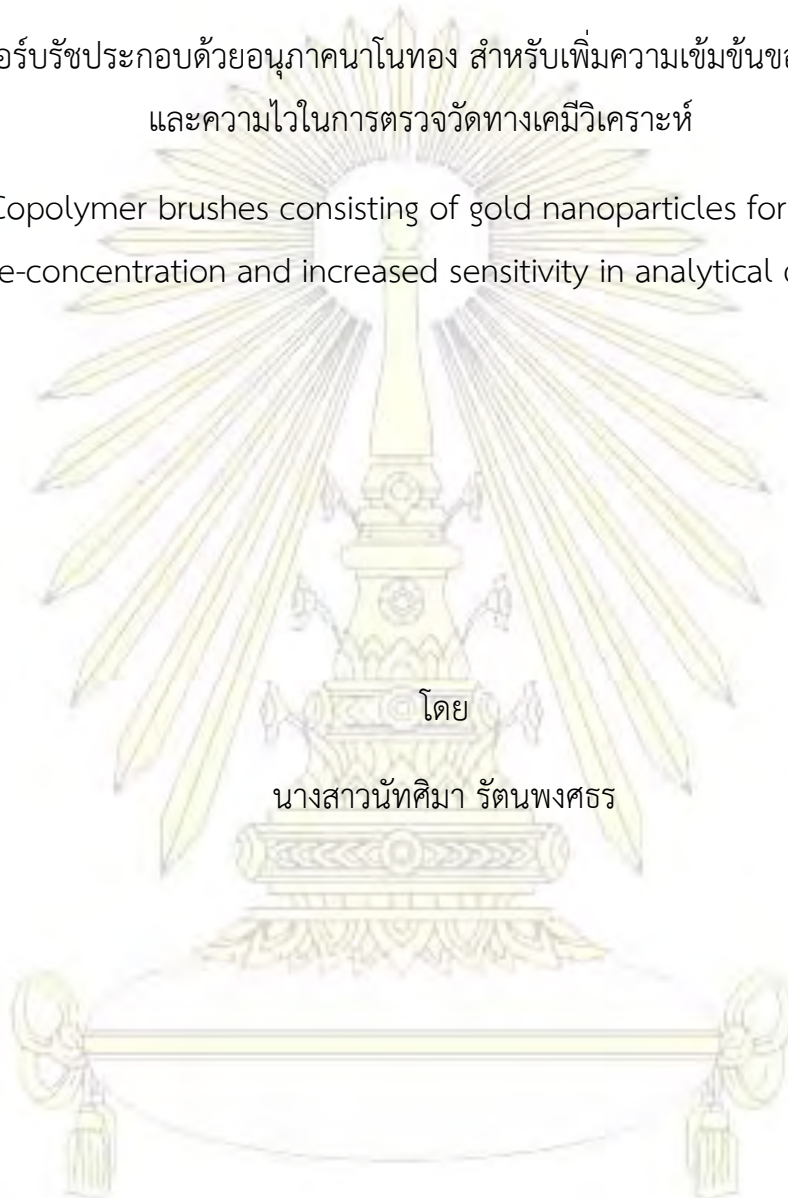 อร์บรัชประกอบด้วยอนุภาคนาโนทอง สำหรับเพิ่มความเข้มข้นขอ
และความไวในการตรวจวัดทางเคมีวิเคราะห์
Copolymer brushes consisting of gold nanoparticles for
e-concentration and increased sensitivity in analytical
โดย
นางสาวนัทศิมา รัตนพงศธร